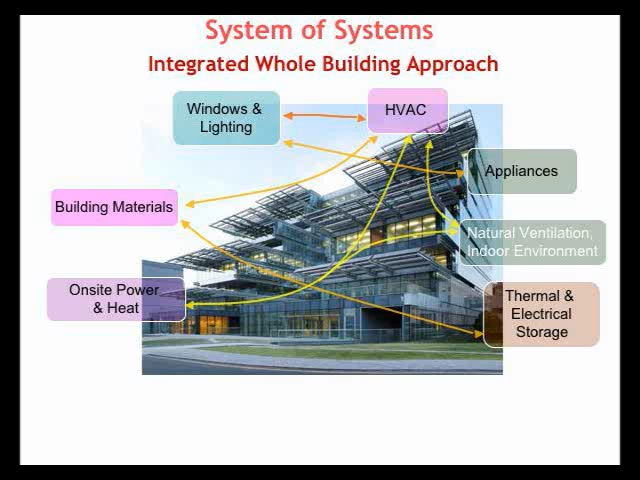 System of Systems
Integrated Whole Building Approach
Windows &
Lighting
HVAC
Appliances
Building Materials
Natural Ventilation,
Indoor Environment
Onsite Power
& Heat
Thermal &
Electrical
Storage